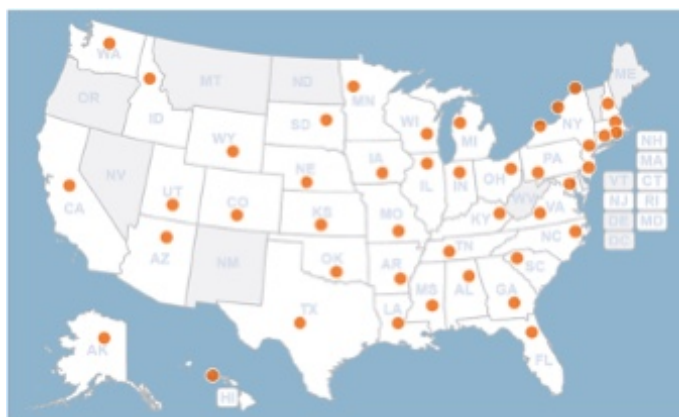 WA
MT
ND
ME
OR
MN
ID
SD
WI
NY
MI
WY
NH
IA
MA
NE
PA
NV
IL
IN
OH
VT
CT
UT
CO
WV
CA
VA
NJ
RI
KS
MO
KY
DE
MD
NC
TN
DC
AZ
OK
NM
AR
SC
MS
AL
GA
TX
LA
AK
FL
HI